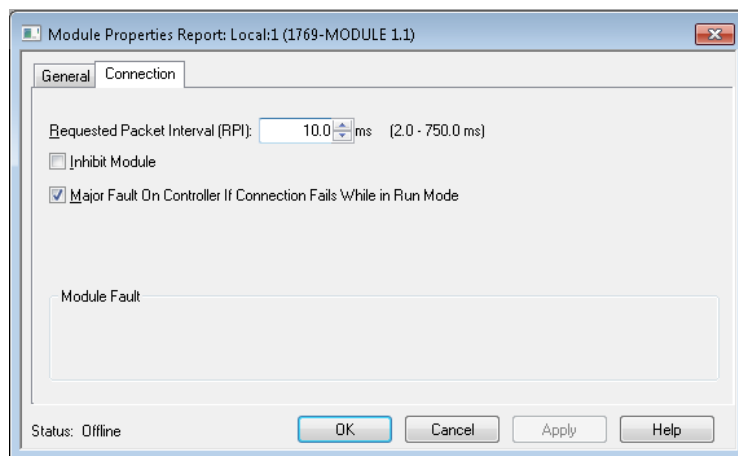 Module Properties Report: Local:1 (1769-MODULE 1.1)
General Connection
Requested Packet Interval (RPI): 10.0 ms (2.0 - 750.0 ms)
Inhibit Module
Major Fault On Controller If Connection Fails While in Run Mode
Module Fault
Status: Offline OK Cancel Apply Help